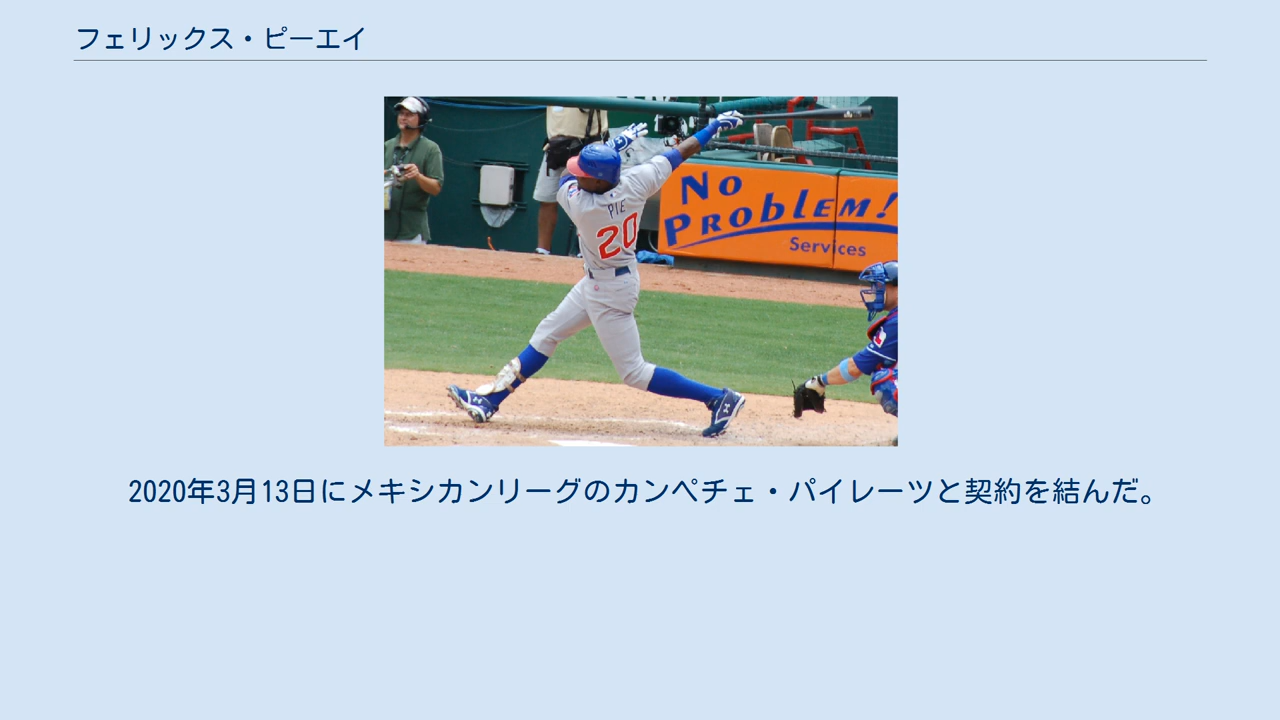 フェリックス・ピーエイ
PIE
20
No
Problem!
Services
2020年3月13日にメキシカンリーグのカンペチェ・パイレーツと契約を結んだ。